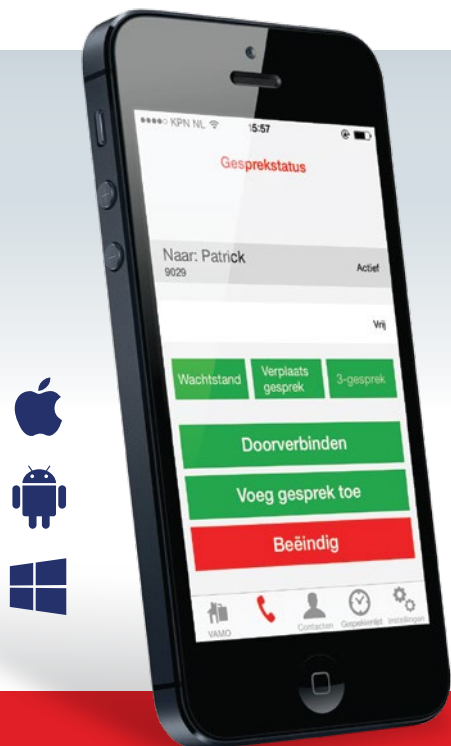 KPN NL 15:57
Gesprekstatus
Naar: Patrick
9029 Actief
Vrij
Wachtstand Verplaats gesprek 3-gesprek
Doorverbinden
Voeg gesprek toe
Beëindig
VAMO Contacten Gesprekkenlijst Instellingen